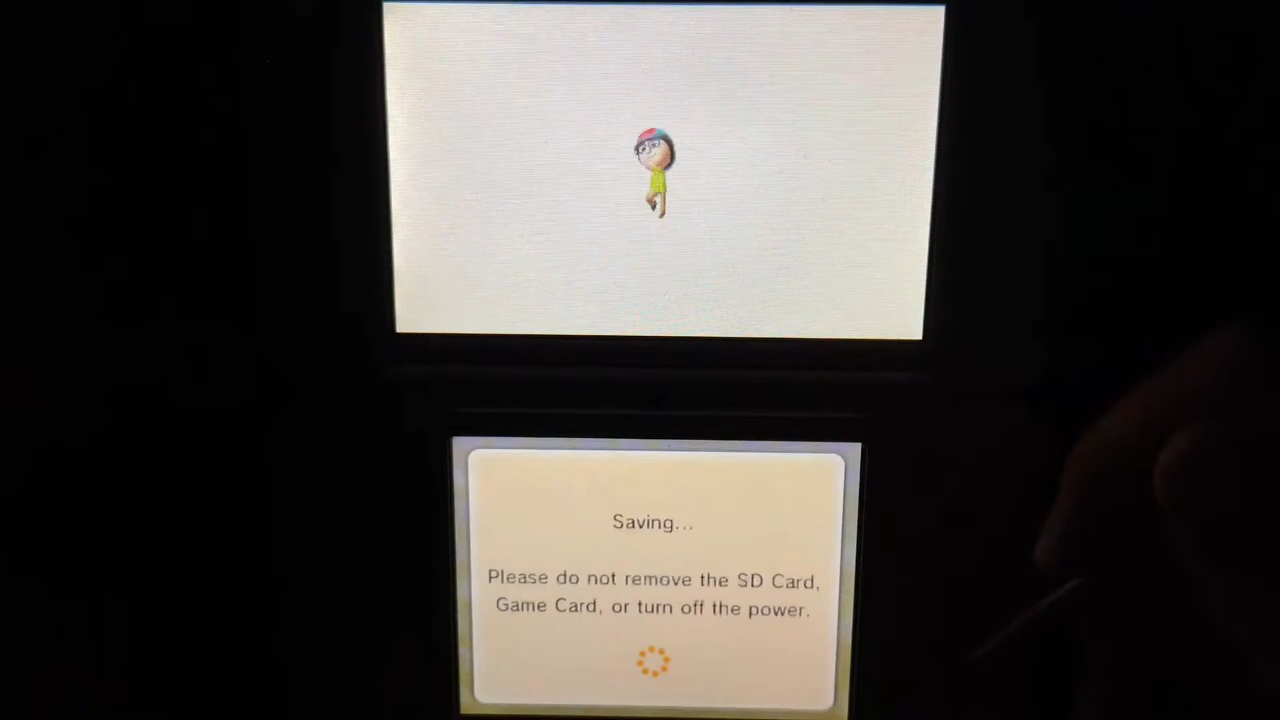 Saving...
Please do not remove the SD Card,
Game Card, or turn off the power.